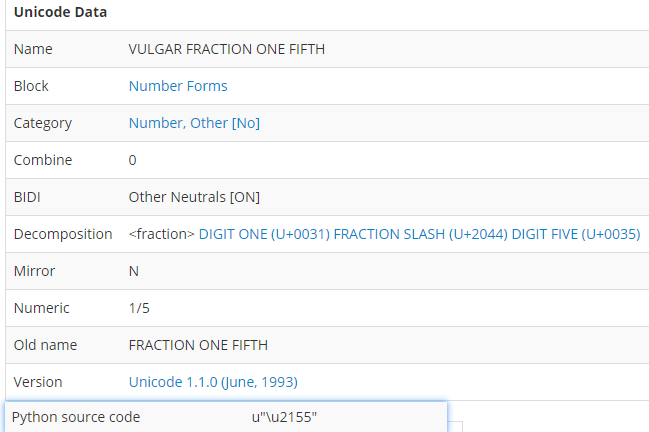 Unicode Data
Name VULGAR FRACTION ONE FIFTH
Block Number Forms
Category Number, Other [No]
Combine 0
BIDI Other Neutrals [ON]
Decomposition <fraction> DIGIT ONE (U+0031) FRACTION SLASH (U+2044) DIGIT FIVE (U+0035)
Mirror N
Numeric 1/5
Old name FRACTION ONE FIFTH
Version Unicode 1.1.0 (June, 1993)
Python source code u"\u2155"